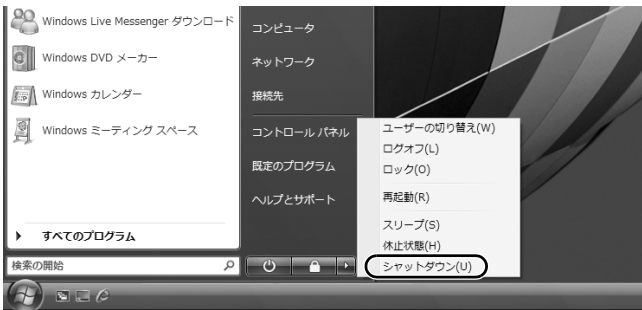 Windows Live Messenger ダウンロード
Windows DVD メーカー
Windows カレンダー
Windows ミーティング スペース
すべてのプログラム
検索の開始
コンピュータ
ネットワーク
接続先
コントロール パネル
既定のプログラム
ヘルプとサポート
ユーザーの切り替え(W)
ログオフ(L)
ロック(O)
再起動(R)
スリープ(S)
休止状態(H)
シャットダウン(U)